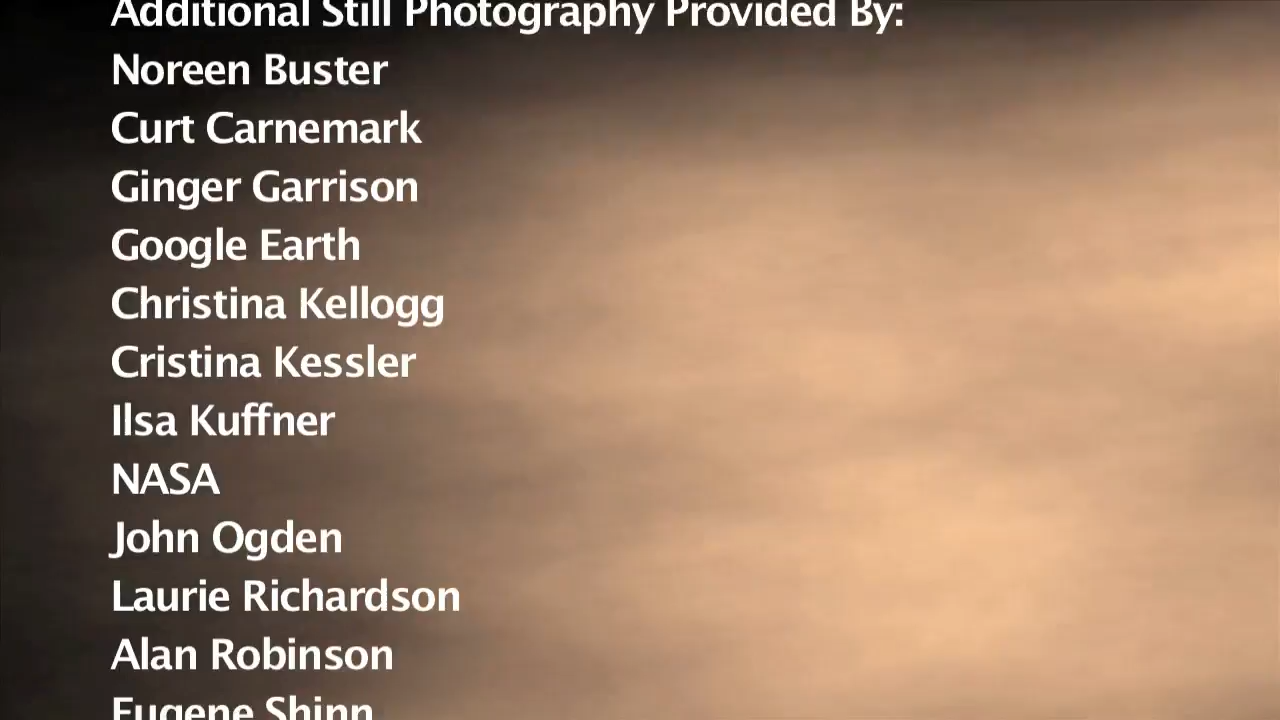 Additional Still Photography Provided By:
Noreen Buster
Curt Carnemark
Ginger Garrison
Google Earth
Christina Kellogg
Cristina Kessler
Ilsa Kuffner
NASA
John Ogden
Laurie Richardson
Alan Robinson
Eugene Shinn